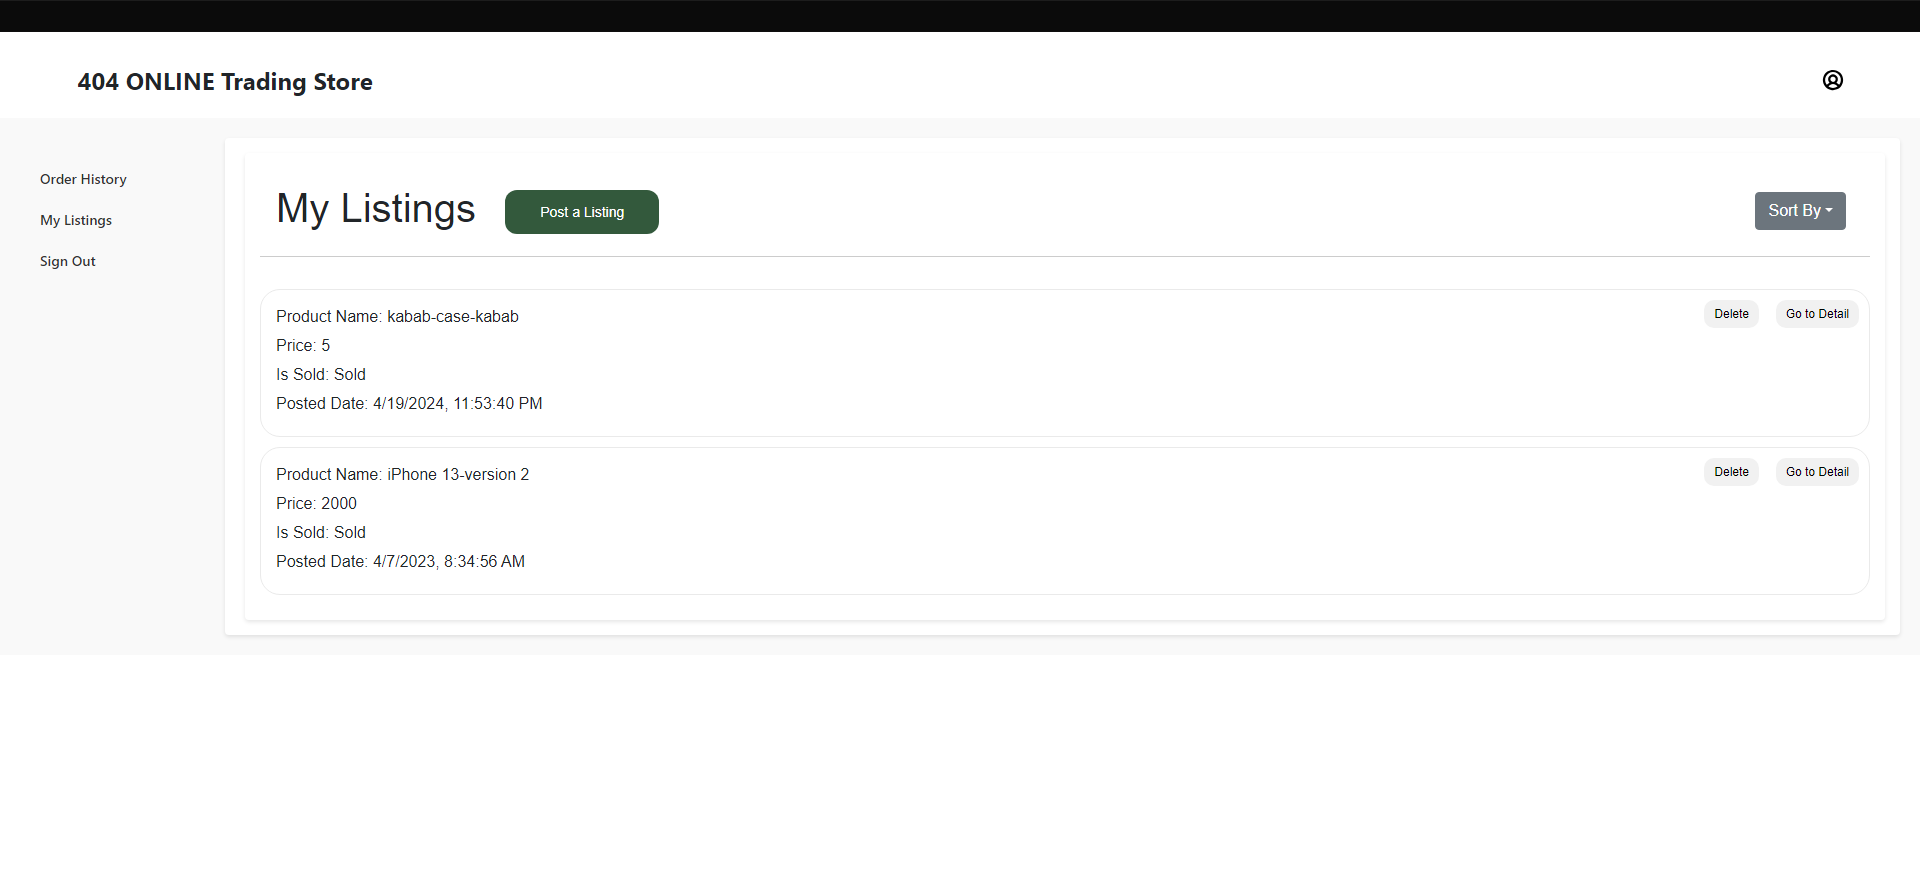 404 ONLINE Trading Store
Order History
My Listings
Sign Out
My Listings
Post a Listing
Sort By
Product Name: kabab-case-kabab
Delete
Go to Detail
Price: 5
Is Sold: Sold
Posted Date: 4/19/2024, 11:53:40 PM
Product Name: iPhone 13-version 2
Delete
Go to Detail
Price: 2000
Is Sold: Sold
Posted Date: 4/7/2023, 8:34:56 AM